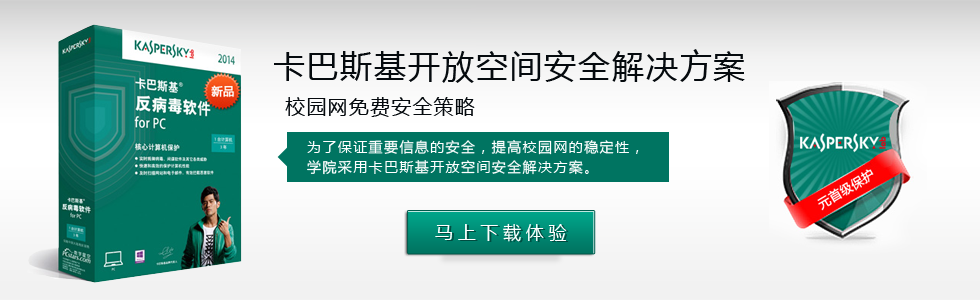 KASPERSKY
2014
卡巴斯基®
反病毒软件
for PC
新品
核心计算机保护
卡巴斯基®
反病毒软件
for PC
卡巴斯基开放空间安全解决方案
校园网免费安全策略
为了保证重要信息的安全，提高校园网的稳定性，
学院采用卡巴斯基开放空间安全解决方案。
马上下载体验
KASPERSKY
元首级保护